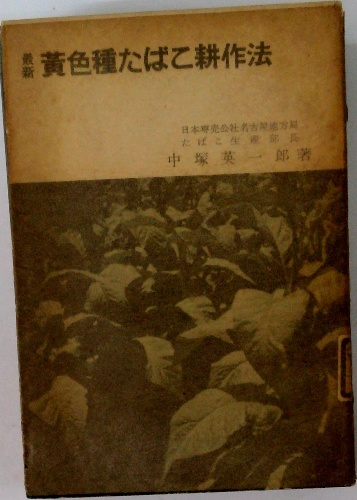 最新 黄色種たばこ耕作法
日本専売公社名古屋地方局
たばこ生産部長
中塚英一郎著